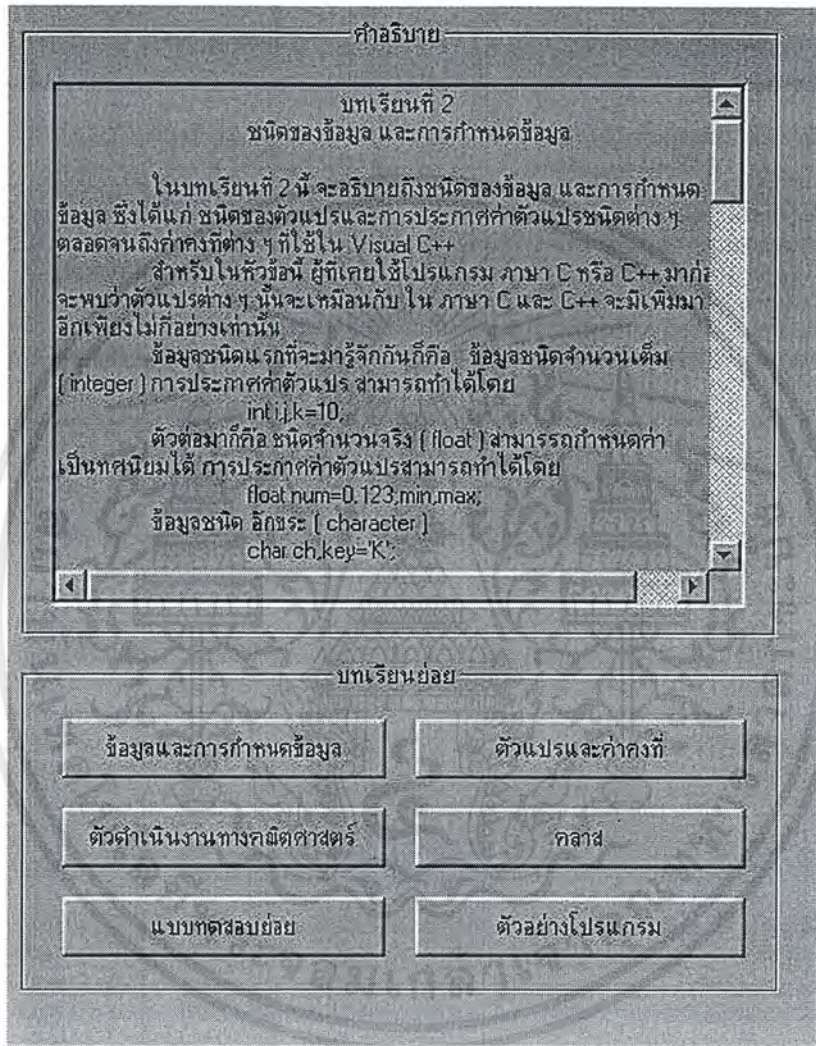 คำอธิบาย
บทเรียนที่ 2
ชนิดของข้อมูล และการกำหนดข้อมูล
ในบทเรียนที่ 2 นี้ จะอธิบายถึงชนิดของข้อมูล และการกำหนด
ข้อมูล ซึ่งได้แก่ ชนิดของตัวแปรและการประกาศค่าตัวแปรชนิดต่าง ๆ
ตลอดจนถึงค่าคงที่ต่าง ๆ ที่ใช้ใน Visual C++
สำหรับในหัวข้อนี้ ผู้ที่เคยใช้โปรแกรม ภาษา C หรือ C++ มาก่อ
จะพบว่าตัวแปรต่าง ๆ นั้นจะเหมือนกับ ใน ภาษา C และ C++ จะมีเพิ่มมา
อีกเพียงไม่กี่อย่างเท่านั้น
ข้อมูลชนิดแรกที่จะมารู้จักกันก็คือ ข้อมูลชนิดจำนวนเต็ม
( integer ) การประกาศค่าตัวแปร สามารถทำได้โดย
int i,j,k=10;
ตัวต่อมาก็คือ ชนิดจำนวนจริง ( float ) สามารรถกำหนดค่า
เป็นทศนิยมได้ การประกาศค่าตัวแปรสามารถทำได้โดย
float num=0.123,min,max;
ข้อมูลชนิด อักขระ ( character )
char ch,key='K';
บทเรียนย่อย
ข้อมูลและการกำหนดข้อมูล
ตัวแปรและค่าคงที่
ตัวดำเนินงานทางคณิตศาสตร์
คลาส
แบบทดสอบย่อย
ตัวอย่างโปรแกรม